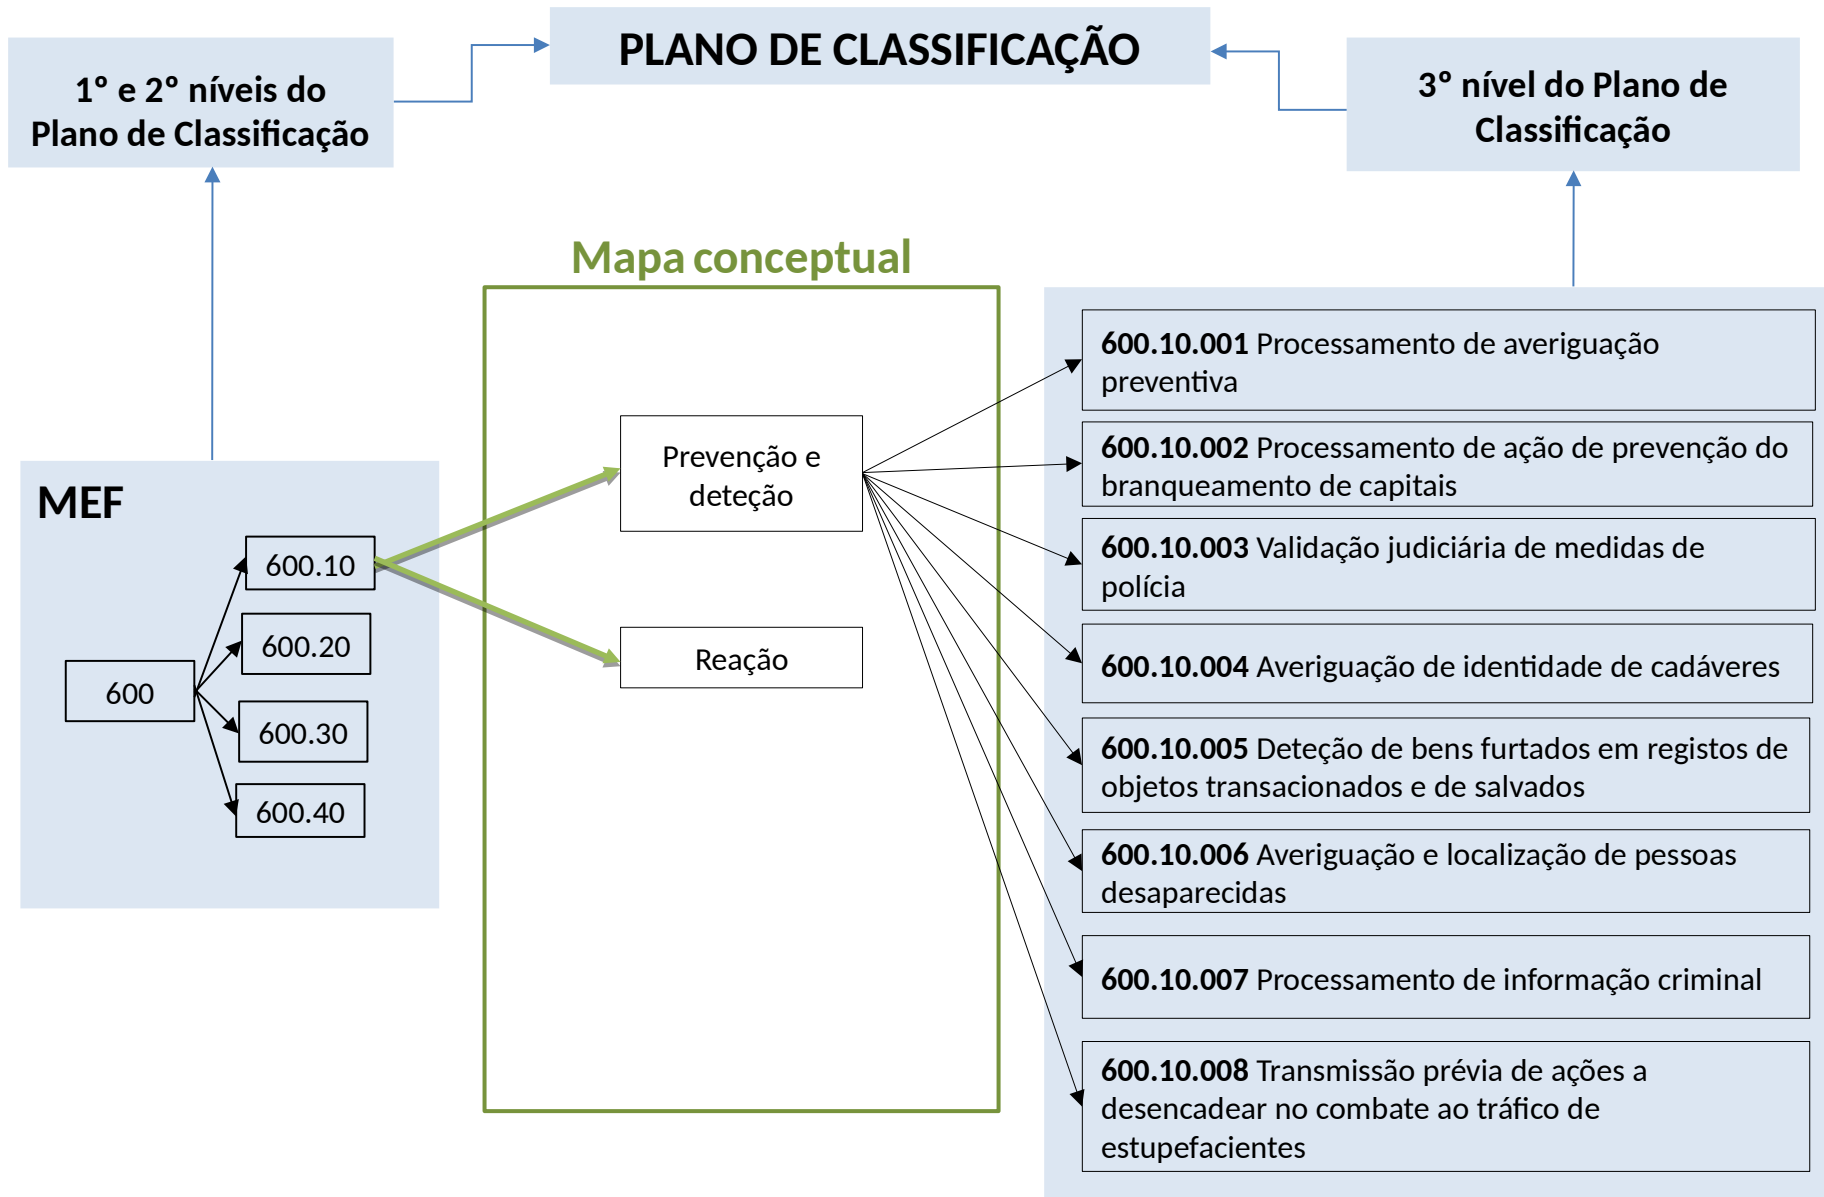 PLANO DE CLASSIFICAÇÃO
1º e 2º níveis do
Plano de Classificação
3º nível do Plano de
Classificação
Mapa conceptual
MEF
600
600.10
600.20
600.30
600.40
Prevenção e
deteção
Reação
600.10.001 Processamento de averiguação
preventiva
600.10.002 Processamento de ação de prevenção do
branqueamento de capitais
600.10.003 Validação judiciária de medidas de
polícia
600.10.004 Averiguação de identidade de cadáveres
600.10.005 Deteção de bens furtados em registos de
objetos transacionados e de salvados
600.10.006 Averiguação e localização de pessoas
desaparecidas
600.10.007 Processamento de informação criminal
600.10.008 Transmissão prévia de ações a
desencadear no combate ao tráfico de
estupefacientes